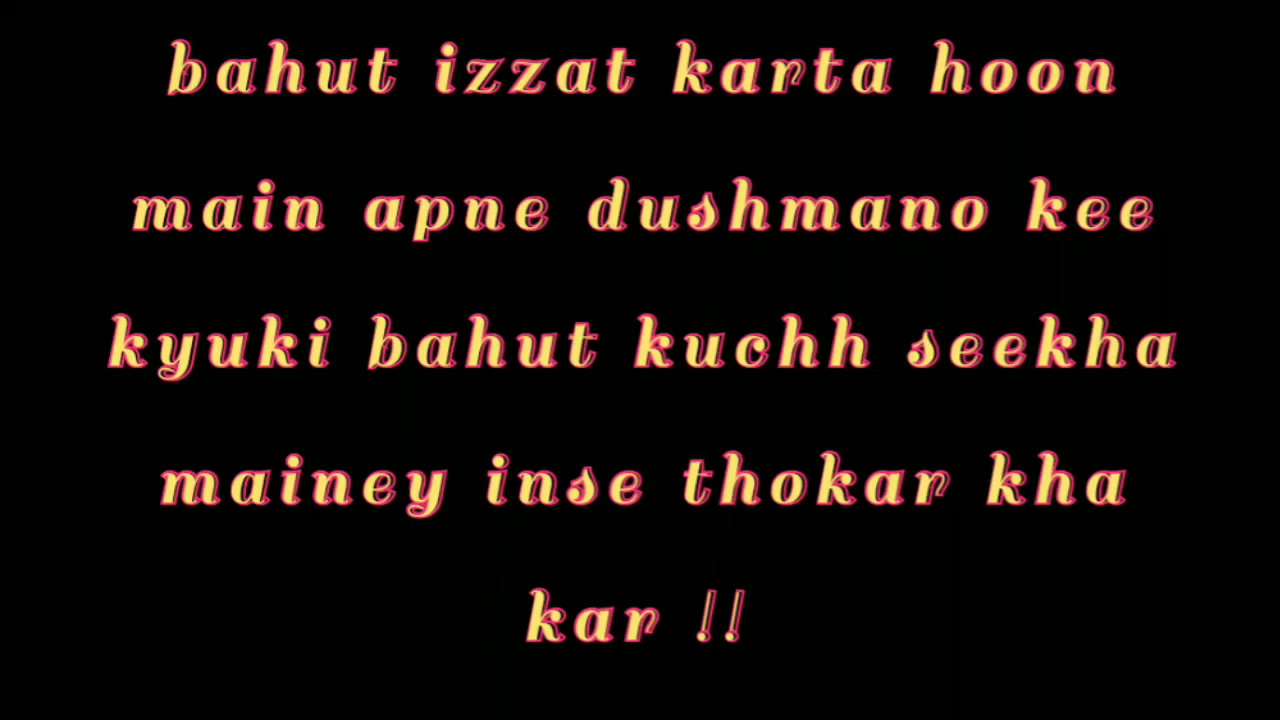 bahut izzat karta hoon
main apne dushmano kee
kyuki bahut kuchh seekha
mainey inse thokar kha
kar !!